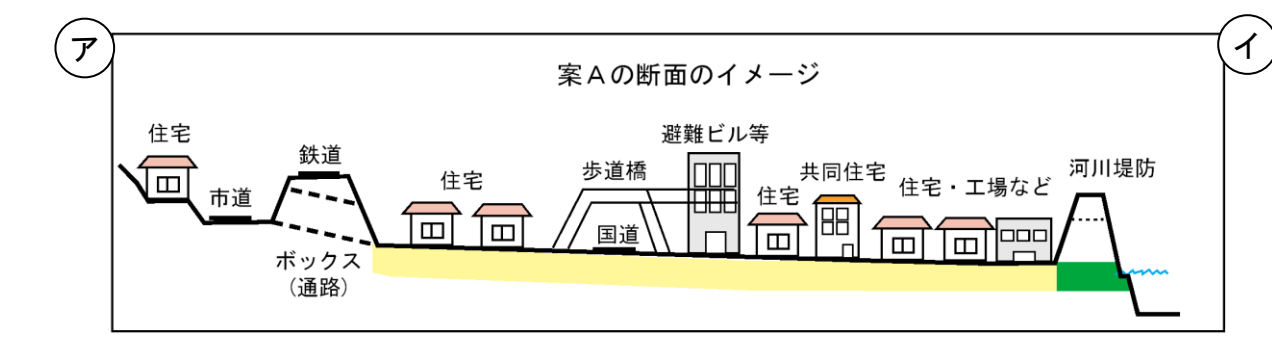 ア
イ
案Aの断面のイメージ
住宅
市道
鉄道
ボックス
（通路）
住宅
歩道橋
国道
避難ビル等
住宅
共同住宅
住宅・工場など
河川堤防